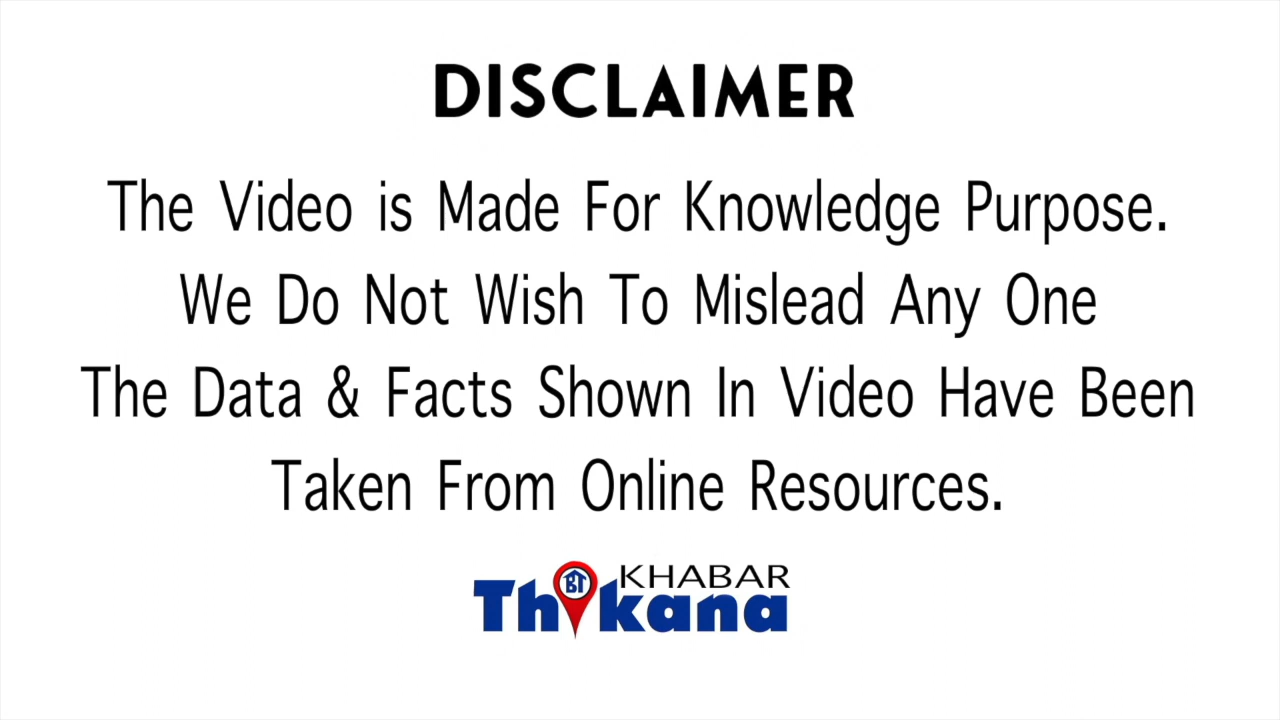 DISCLAIMER
The Video is Made For Knowledge Purpose.
We Do Not Wish To Mislead Any One
The Data & Facts Shown In Video Have Been
Taken From Online Resources.
KHABAR
BT
Thikana